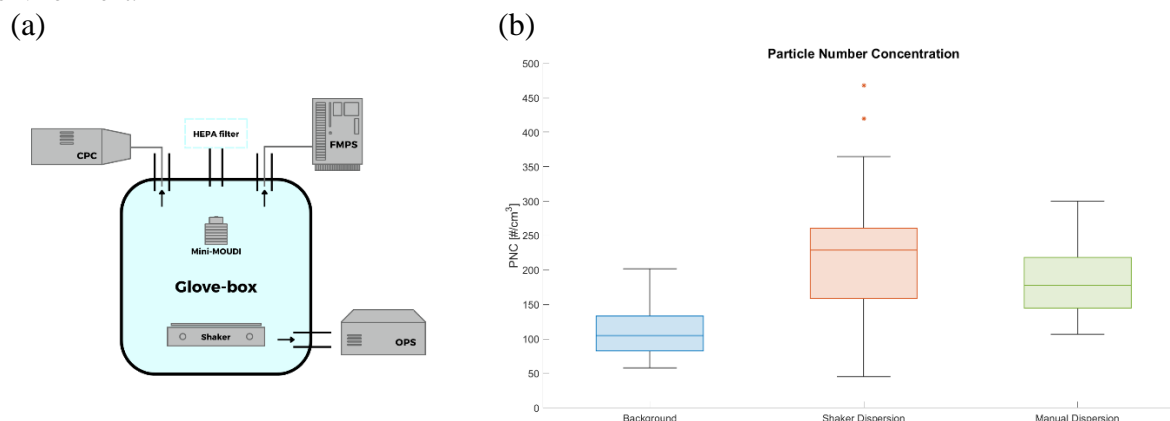 (a)
(b)
CPC
HEPA filter
FMPS
Mini-MOUDI
Glove-box
Shaker
OPS
Particle Number Concentration
500
450
400
350
300
250
200
150
100
50
0
PNC [#/cm³]
Background
Shaker Dispersion
Manual Dispersion